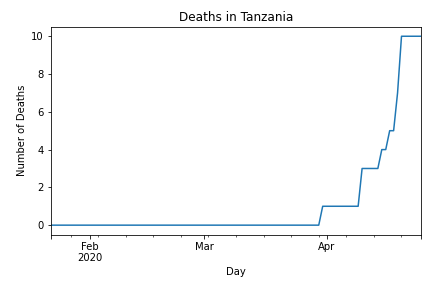 Deaths in Tanzania
10
8
6
4
2
0
Number of Deaths
Feb
2020
Mar
Apr
Day